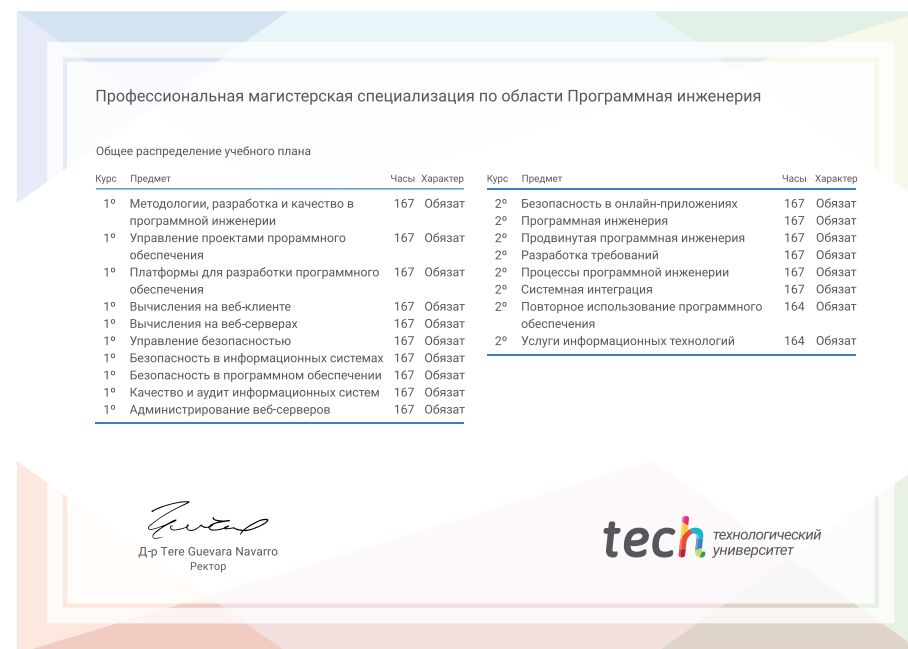 Профессиональная магистерская специализация по области Программная инженерия
Общее распределение учебного плана
Курс Предмет Часы Характер
1º Методологии, разработка и качество в 167 Обязат
программной инженерии
1º Управление проектами прораммного 167 Обязат
обеспечения
1º Платформы для разработки программного 167 Обязат
обеспечения
1º Вычисления на веб-клиенте 167 Обязат
1º Вычисления на веб-серверах 167 Обязат
1º Управление безопасностью 167 Обязат
1º Безопасность в информационных системах 167 Обязат
1º Безопасность в программном обеспечении 167 Обязат
1º Качество и аудит информационных систем 167 Обязат
1º Администрирование веб-серверов 167 Обязат
Курс Предмет Часы Характер
2º Безопасность в онлайн-приложениях 167 Обязат
2º Программная инженерия 167 Обязат
2º Продвинутая программная инженерия 167 Обязат
2º Разработка требований 167 Обязат
2º Процессы программной инженерии 167 Обязат
2º Системная интеграция 167 Обязат
2º Повторное использование программного 164 Обязат
обеспечения
2º Услуги информационных технологий 164 Обязат
Д-р Tere Guevara Navarro
Ректор
tech технологический
университет